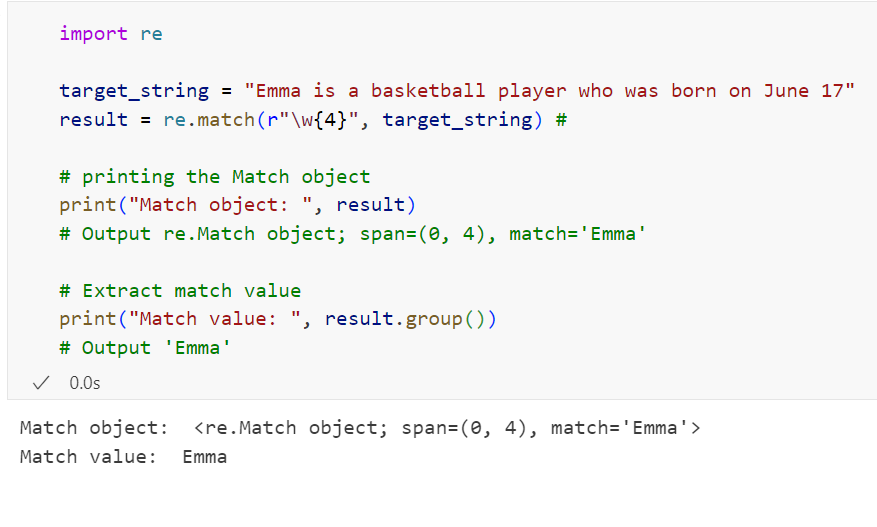 import re
target_string = "Emma is a basketball player who was born on June 17"
result = re.match(r"\w{4}", target_string) #
# printing the Match object
print("Match object: ", result)
# Output re.Match object; span=(0, 4), match='Emma'
# Extract match value
print("Match value: ", result.group())
# Output 'Emma'
0.0s
Match object:  <re.Match object; span=(0, 4), match='Emma'>
Match value:  Emma